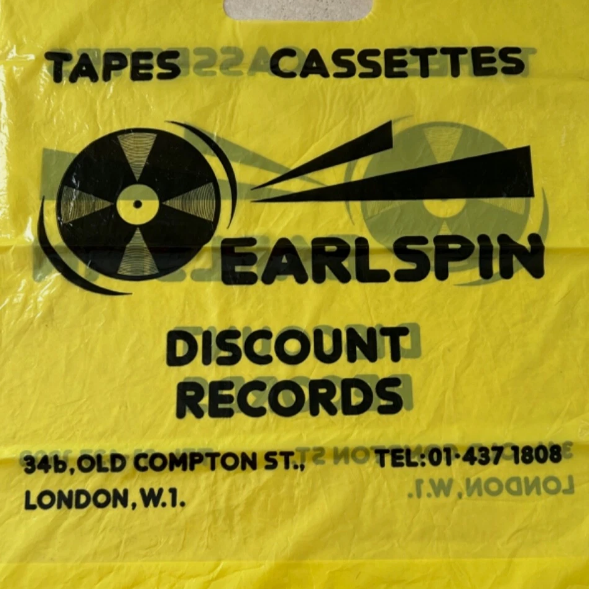 TAPES CASSETTES
EARLSPIN
DISCOUNT
RECORDS
34b,OLD COMPTON ST., TEL:01·437 1808
LONDON,W.1.